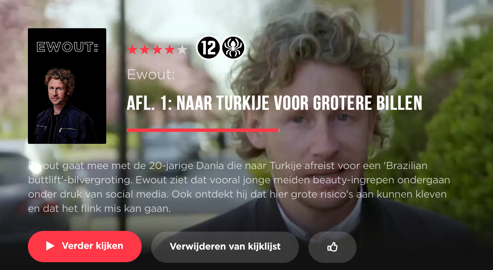 EWOUT:
12
Ewout:
AFL. 1: NAAR TURKIJE VOOR GROTERE BILLEN
Ewout gaat mee met de 20-jarige Dania die naar Turkije afreist voor een 'Brazilian
buttlift'-bilvergroting. Ewout ziet dat vooral jonge meiden beauty-ingrepen ondergaan
onder druk van social media. Ook ontdekt hij dat hier grote risico's aan kunnen kleven
en dat het flink mis kan gaan.
Verder kijken
Verwijderen van kijklijst